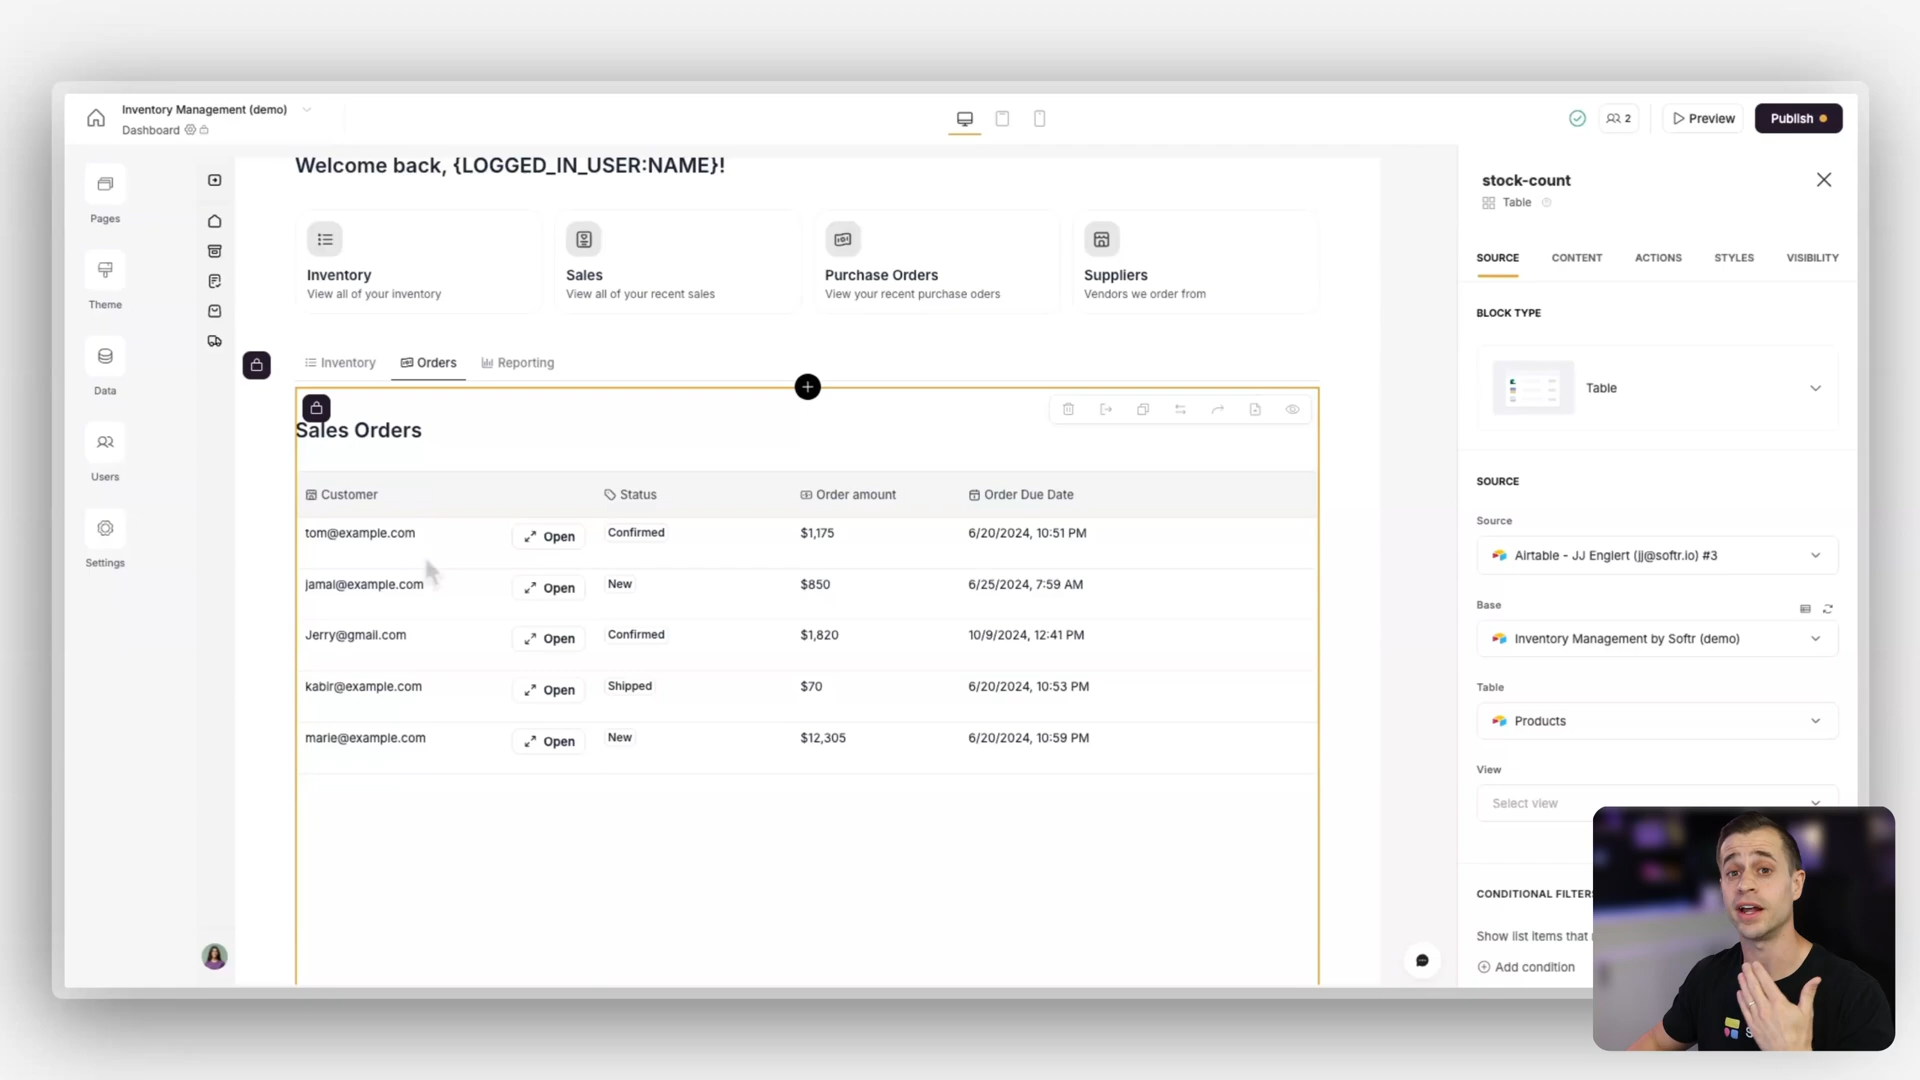 Inventory Management (demo)
Dashboard
2
Preview
Publish
Pages
Theme
Data
Users
Settings
Welcome back, {LOGGED_IN_USER:NAME}!
Inventory
View all of your inventory
Sales
View all of your recent sales
Purchase Orders
View your recent purchase oders
Suppliers
Vendors we order from
Inventory
Orders
Reporting
Sales Orders
Customer
Status
Order amount
Order Due Date
tom@example.com
Open
Confirmed
$1,175
6/20/2024, 10:51 PM
jamal@example.com
Open
New
$850
6/25/2024, 7:59 AM
Jerry@gmail.com
Open
Confirmed
$1,820
10/9/2024, 12:41 PM
kabir@example.com
Open
Shipped
$70
6/20/2024, 10:53 PM
marie@example.com
Open
New
$12,305
6/20/2024, 10:59 PM
stock-count
Table
SOURCE
CONTENT
ACTIONS
STYLES
VISIBILITY
BLOCK TYPE
Table
SOURCE
Source
Airtable - JJ Englert (jj@softr.io) #3
Base
Inventory Management by Softr (demo)
Table
Products
View
Select view
CONDITIONAL FILTERS
Show list items that
Add condition